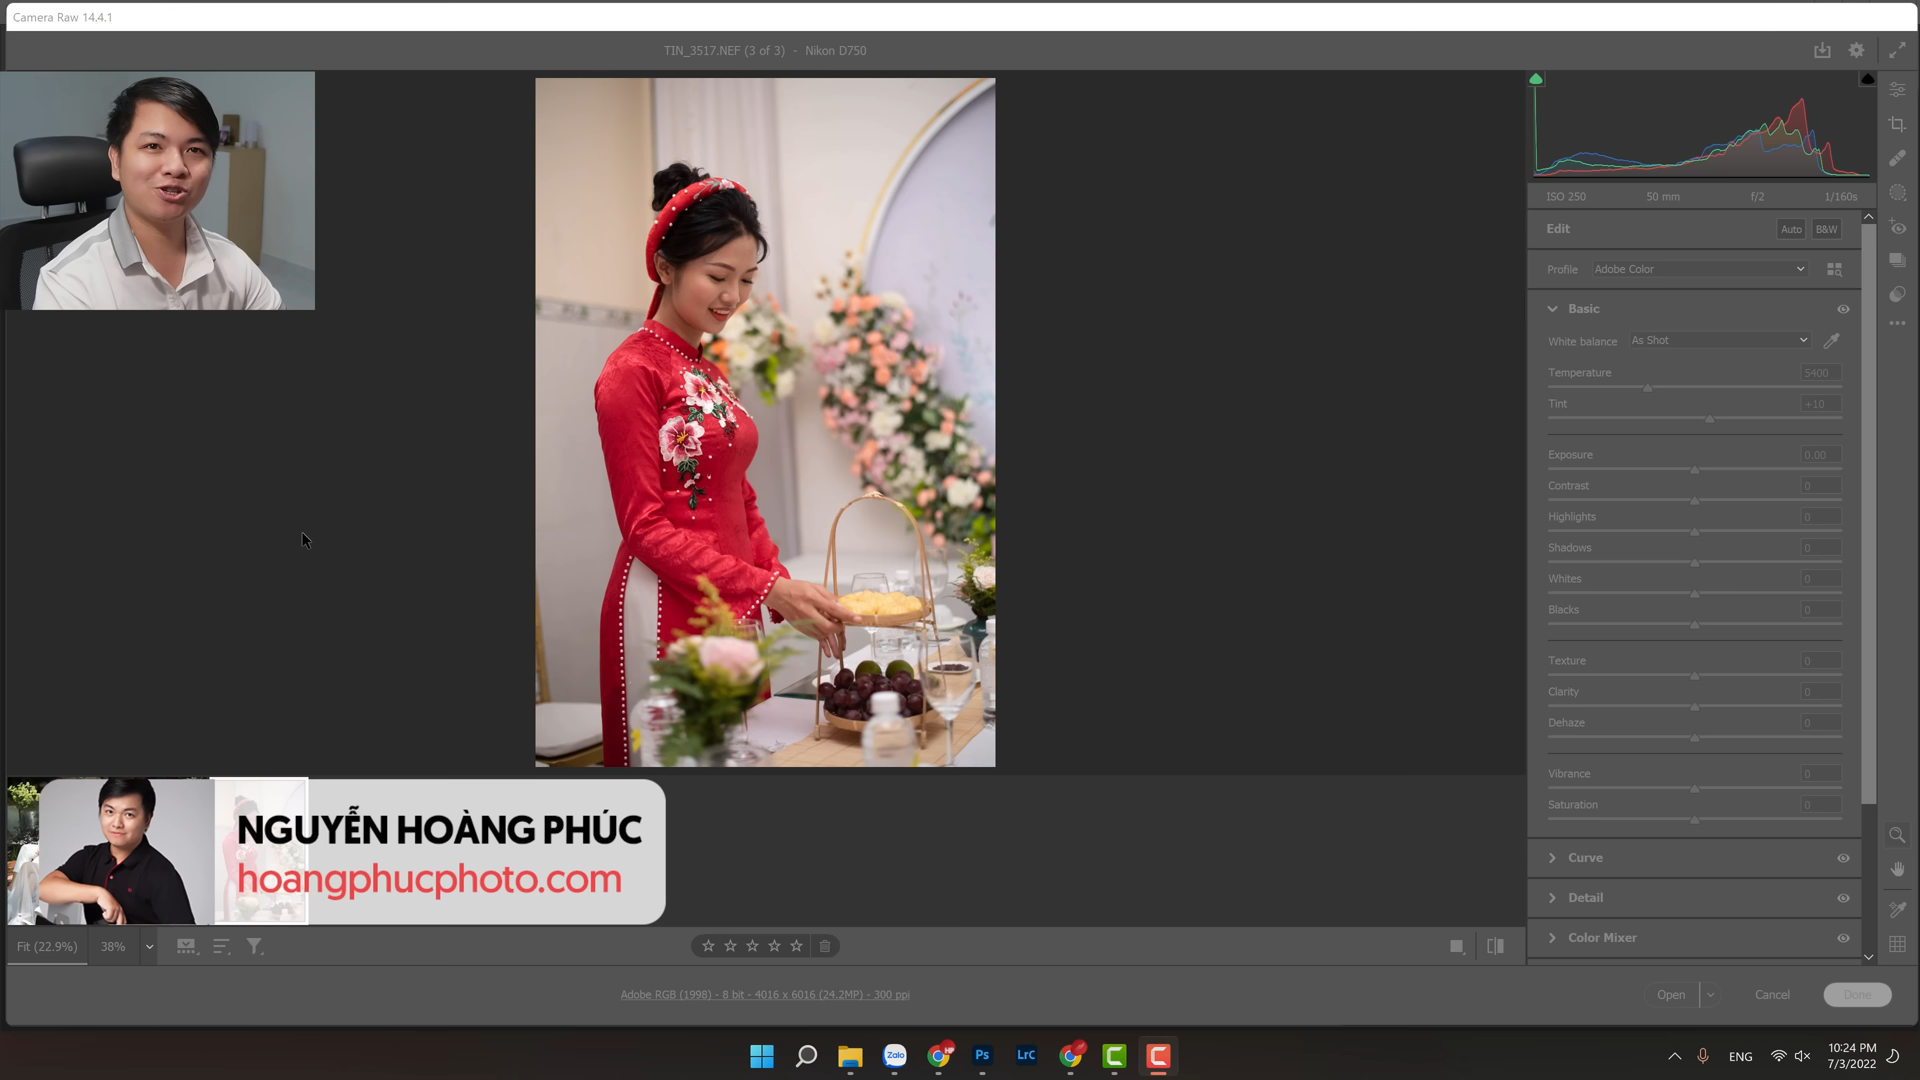 Camera Raw 14.4.1
TIN_3517.NEF (3 of 3) - Nikon D750
ISO 250 50 mm f/2 1/160s
Edit Auto B&W
Profile Adobe Color
Basic
White balance As Shot
Temperature 5400
Tint +10
Exposure 0.00
Contrast 0
Highlights 0
Shadows 0
Whites 0
Blacks 0
Texture 0
Clarity 0
Dehaze 0
Vibrance 0
Saturation 0
Curve
Detail
Color Mixer
NGUYỄN HOÀNG PHÚC
hoangphucphoto.com
Fit (22.9%) 38%
Adobe RGB (1998) - 8 bit - 4016 x 6016 (24.2MP) - 300 ppi
Open Cancel Done
Zalo HP Ps LrC
ENG 10:24 PM
7/3/2022